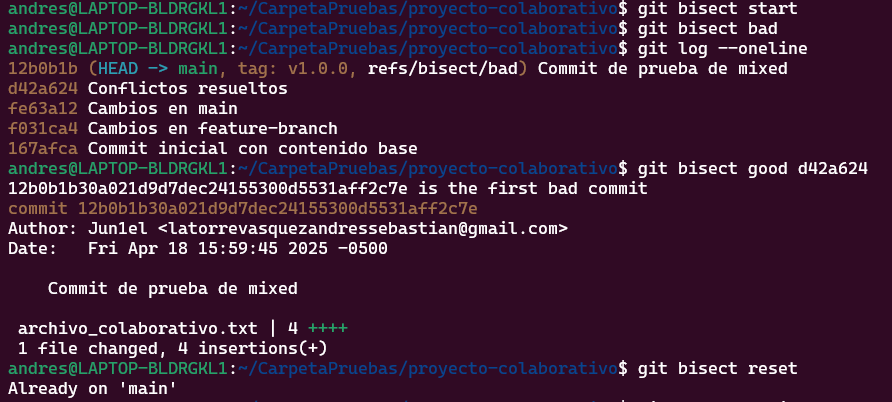 andres@LAPTOP-BLDRGKL1:~/CarpetaPruebas/proyecto-colaborativo$ git bisect start
andres@LAPTOP-BLDRGKL1:~/CarpetaPruebas/proyecto-colaborativo$ git bisect bad
andres@LAPTOP-BLDRGKL1:~/CarpetaPruebas/proyecto-colaborativo$ git log --oneline
12b0b1b (HEAD -> main, tag: v1.0.0, refs/bisect/bad) Commit de prueba de mixed
d42a624 Conflictos resueltos
fe63a12 Cambios en main
f031ca4 Cambios en feature-branch
167afca Commit inicial con contenido base
andres@LAPTOP-BLDRGKL1:~/CarpetaPruebas/proyecto-colaborativo$ git bisect good d42a624
12b0b1b30a021d9d7dec24155300d5531aff2c7e is the first bad commit
commit 12b0b1b30a021d9d7dec24155300d5531aff2c7e
Author: Jun1el <latorrevasquezandressebastian@gmail.com>
Date:   Fri Apr 18 15:59:45 2025 -0500

    Commit de prueba de mixed

 archivo_colaborativo.txt | 4 ++++
 1 file changed, 4 insertions(+)
andres@LAPTOP-BLDRGKL1:~/CarpetaPruebas/proyecto-colaborativo$ git bisect reset
Already on 'main'